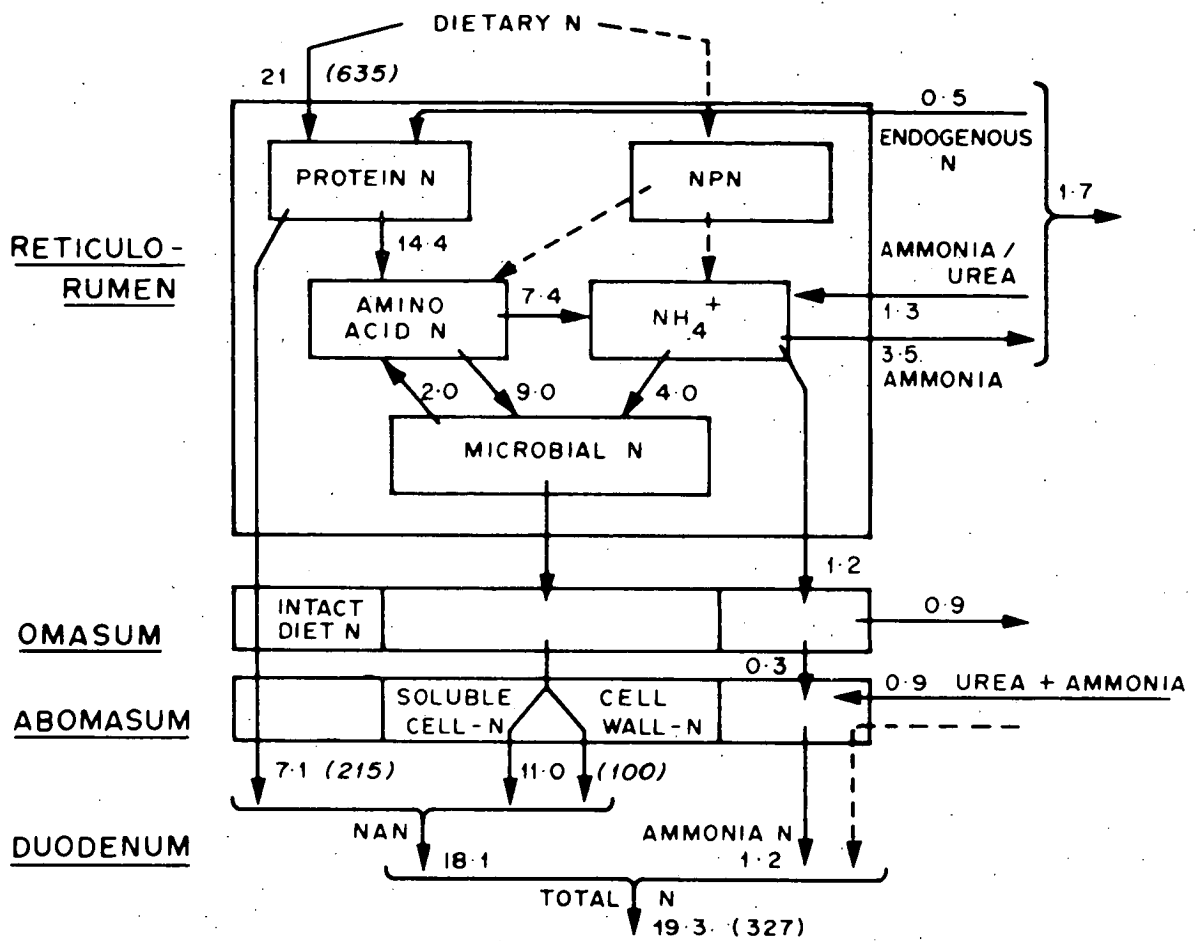 DIETARY N
21 (635)
0·5
ENDOGENOUS
N
PROTEIN N
NPN
1·7
RETICULO-
RUMEN
14·4
AMMONIA/
UREA
AMINO
ACID N
7·4
NH4+
1·3
3·5.
AMMONIA
2·0
9·0
4·0
MICROBIAL N
1·2
OMASUM
INTACT
DIET N
0·9
0·3
ABOMASUM
SOLUBLE
CELL-N
CELL
WALL-N
0·9 UREA + AMMONIA
7·1 (215)
11·0 (100)
DUODENUM
NAN
AMMONIA N
18·1
1·2
TOTAL N
19·3. (327)